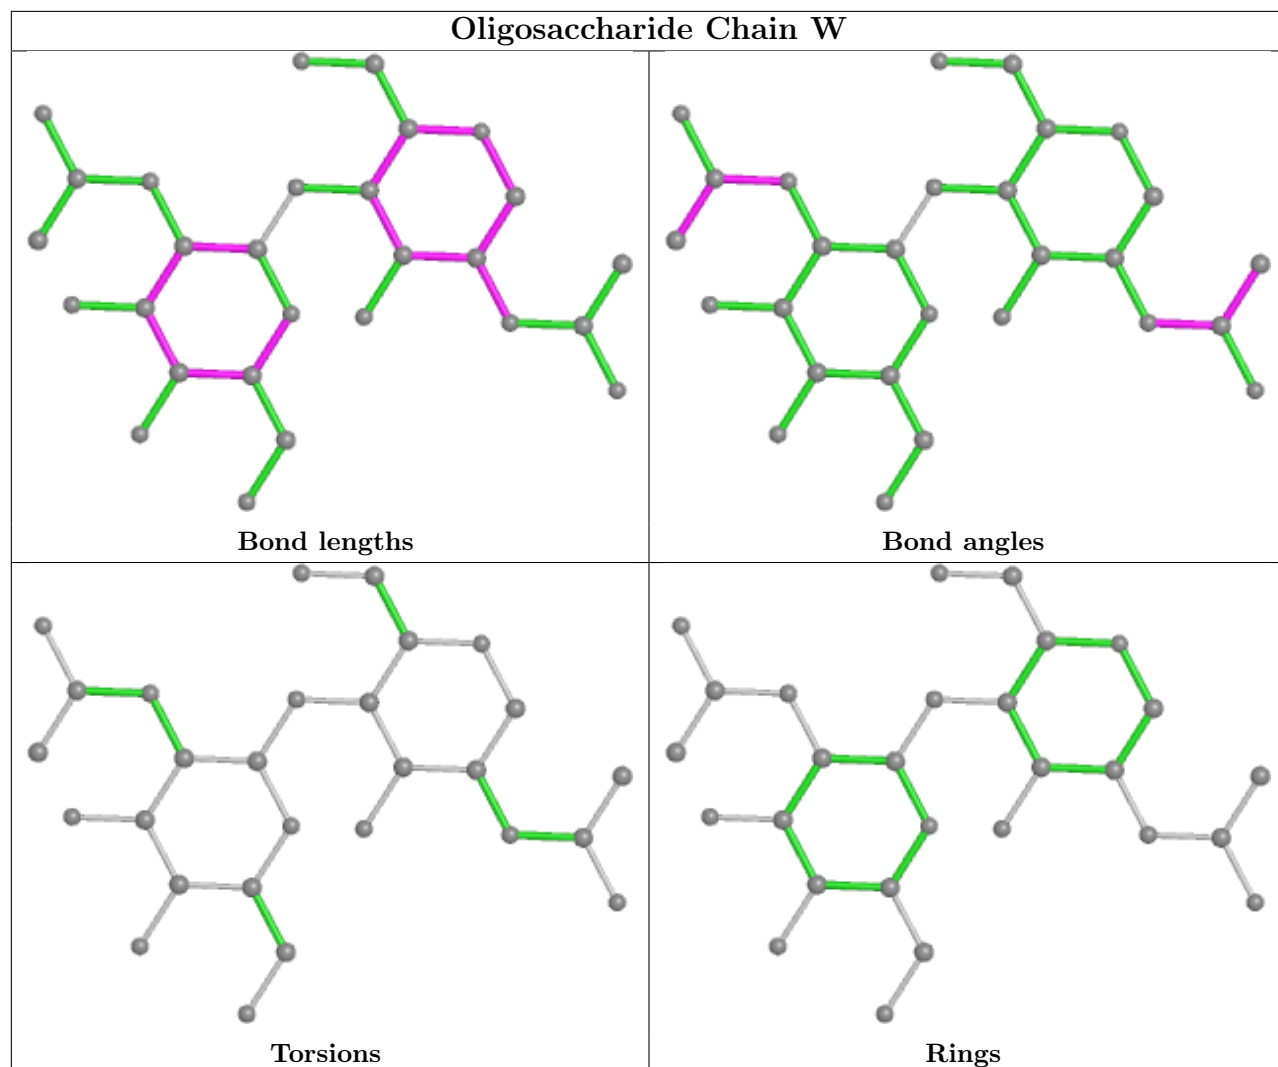 Oligosaccharide Chain W
Bond lengths
Bond angles
Torsions
Rings